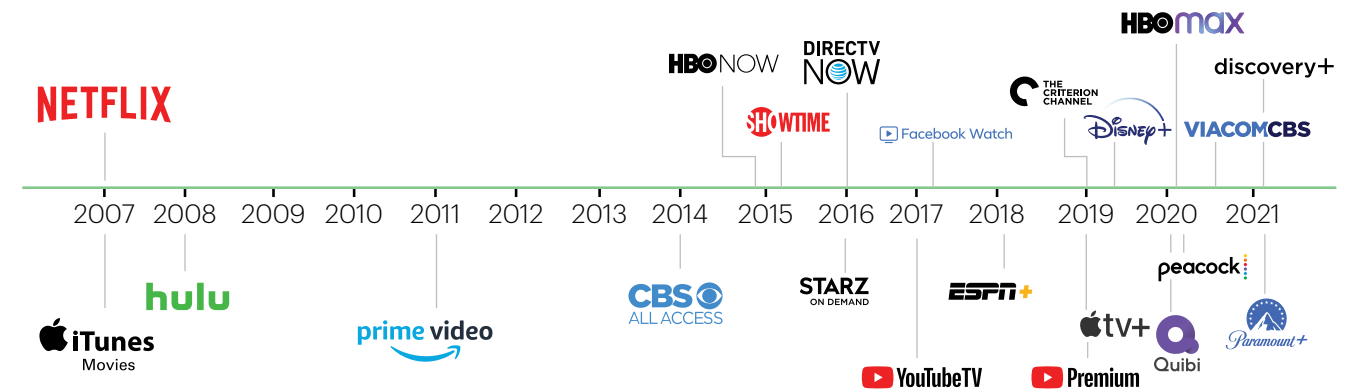 HBOmax
DIRECTV
NOW
HBO NOW
discovery+
THE
CRITERION
CHANNEL
NETFLIX
SHOWTIME
Facebook Watch
Disney+
VIACOMCBS
2007 2008 2009 2010 2011 2012 2013 2014 2015 2016 2017 2018 2019 2020 2021
peacock
hulu
CBS
ALL ACCESS
STARZ
ON DEMAND
ESPN+
iTunes
Movies
prime video
tv+
Quibi
Paramount+
YouTubeTV
Premium